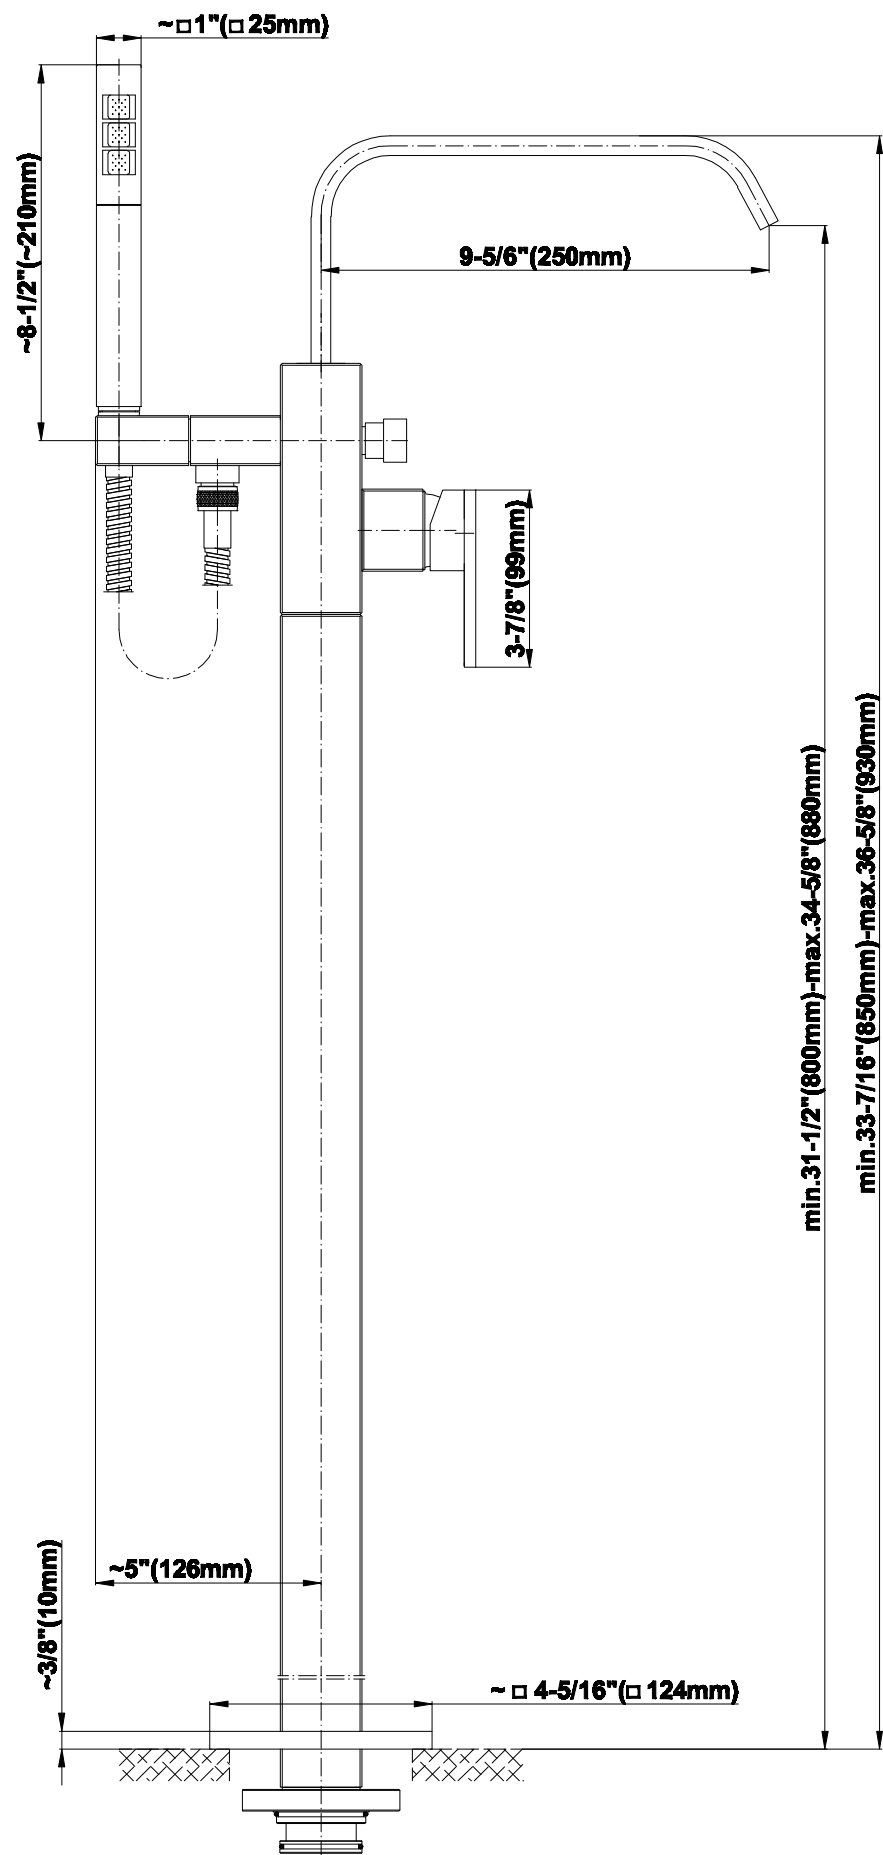 ~□1"(□25mm)
~8-1/2"(~210mm)
9-5/6"(250mm)
3-7/8"(99mm)
min.31-1/2"(800mm)-max.34-5/8"(880mm)
min.33-7/16"(850mm)-max.36-5/8"(930mm)
~5"(126mm)
~3/8"(10mm)
~ □ 4-5/16"(□ 124mm)